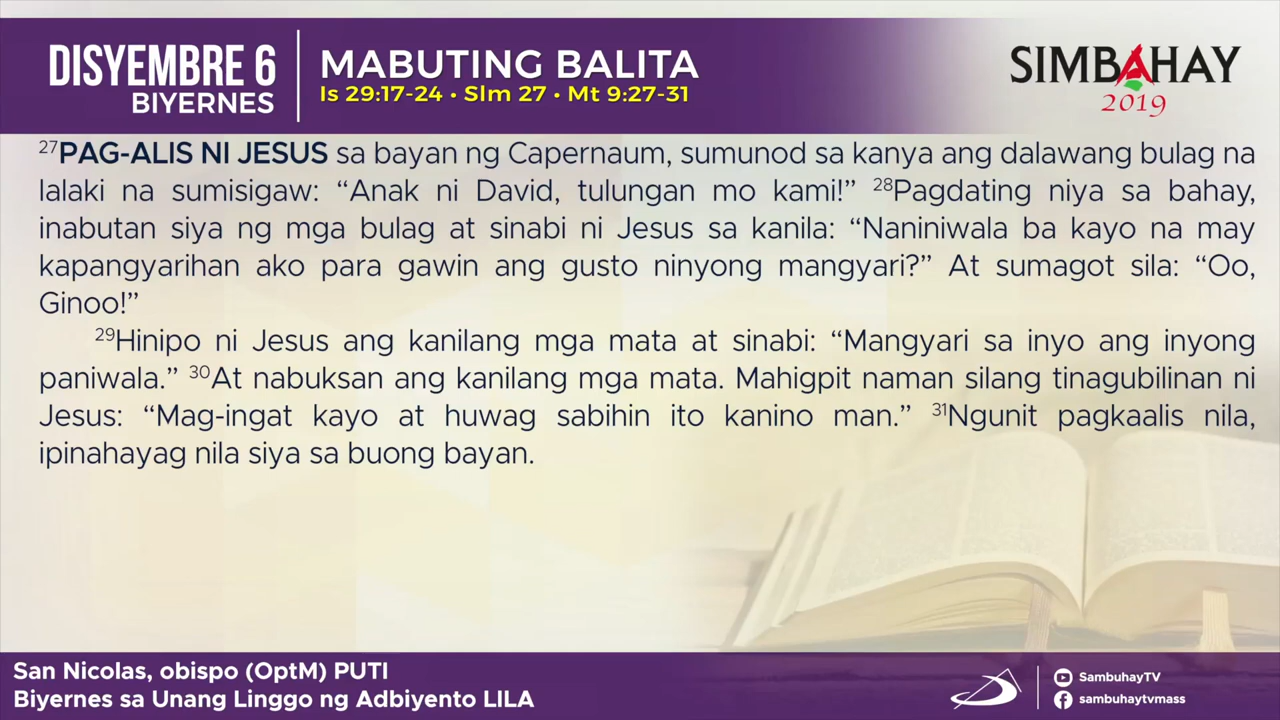 DISYEMBRE 6
BIYERNES
MABUTING BALITA
Is 29:17-24 • Slm 27 • Mt 9:27-31
SIMBAHAY
2019
27PAG-ALIS NI JESUS sa bayan ng Capernaum, sumunod sa kanya ang dalawang bulag na
lalaki na sumisigaw: “Anak ni David, tulungan mo kami!” 28Pagdating niya sa bahay,
inabutan siya ng mga bulag at sinabi ni Jesus sa kanila: “Naniniwala ba kayo na may
kapangyarihan ako para gawin ang gusto ninyong mangyari?” At sumagot sila: “Oo,
Ginoo!”
29Hinipo ni Jesus ang kanilang mga mata at sinabi: “Mangyari sa inyo ang inyong
paniwala.” 30At nabuksan ang kanilang mga mata. Mahigpit naman silang tinagubilinan ni
Jesus: “Mag-ingat kayo at huwag sabihin ito kanino man.” 31Ngunit pagkaalis nila,
ipinahayag nila siya sa buong bayan.
San Nicolas, obispo (OptM) PUTI
Biyernes sa Unang Linggo ng Adbiyento LILA
SambuhayTV
sambuhaytvmass